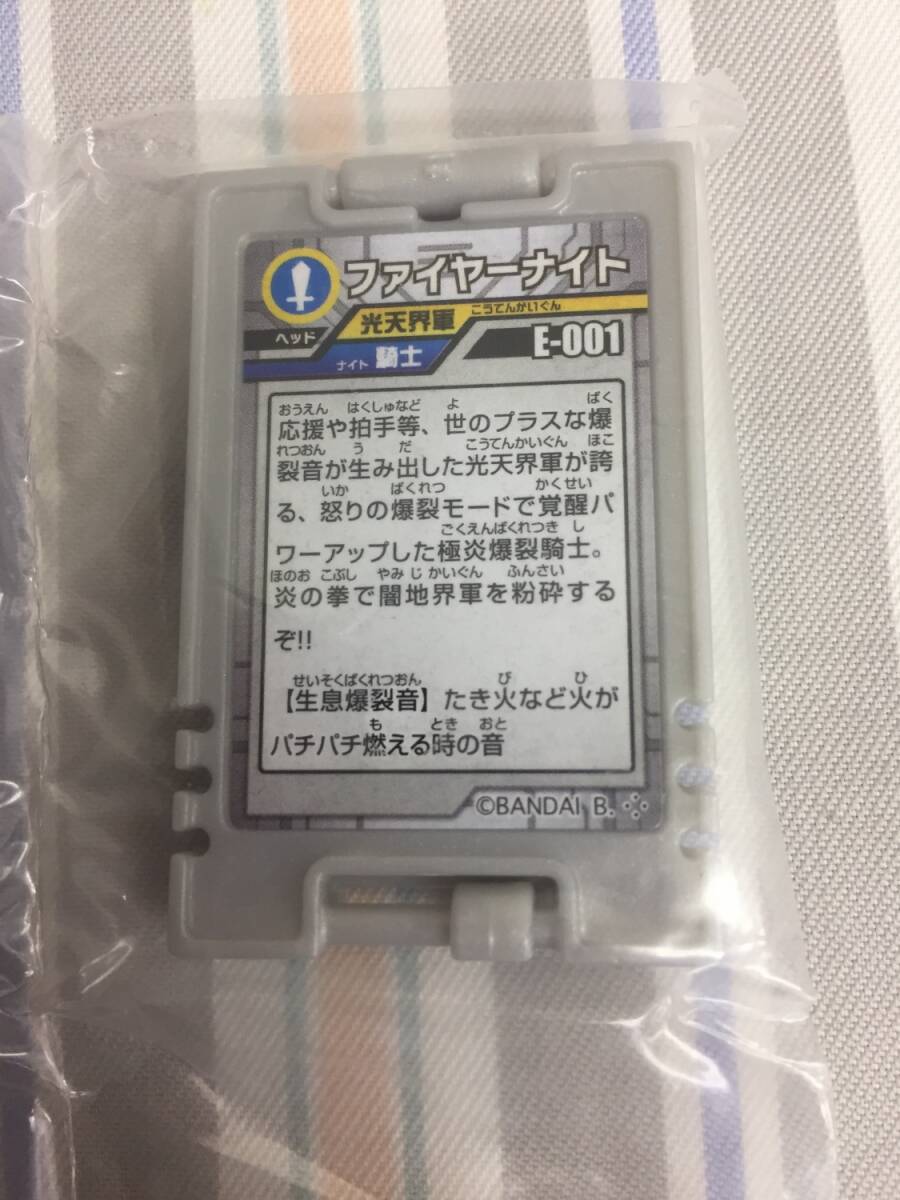 ファイヤーナイト
ヘッド
光天界軍
こうてんかいぐん
ナイト 騎士
E-001
おうえん はくしゅなど よ ばく
応援や拍手等、世のプラスな爆
れつおん う だ こうてんかいぐん ほこ
裂音が生み出した光天界軍が誇
いか ばくれつ かくせい
る、怒りの爆裂モードで覚醒パ
ごくえんばくれつき し
ワーアップした極炎爆裂騎士。
ほのお こぶし やみ じ かいぐん ふんさい
炎の拳で闇地界軍を粉砕する
ぞ!!
せいそくばくれつおん び ひ
【生息爆裂音】たき火など火が
も とき おと
パチパチ燃える時の音
©BANDAI B.